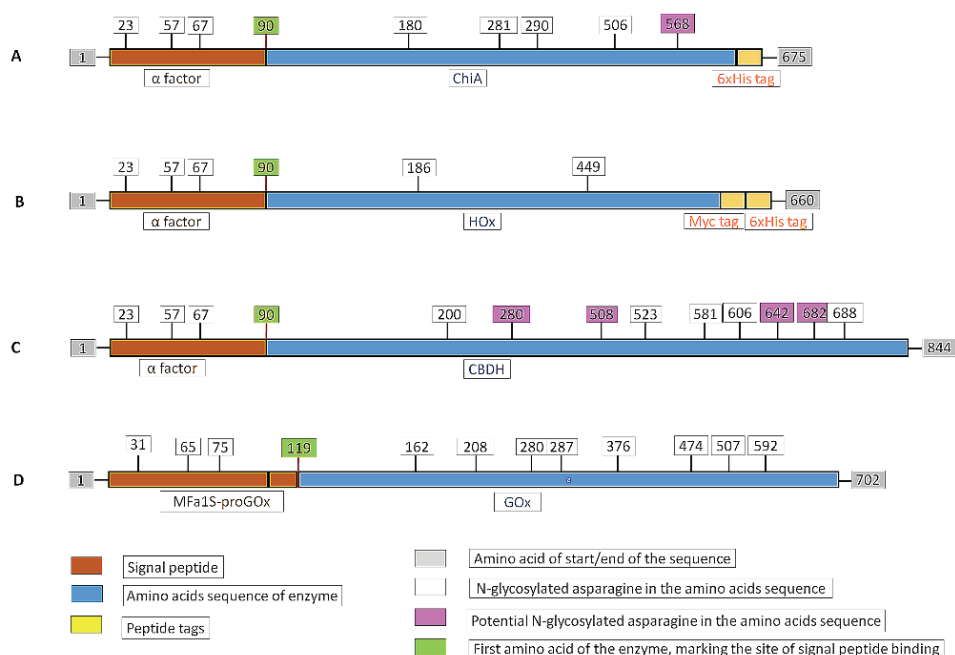 23 57 67 90 180 281 290 506 568
A 1 675
α factor ChiA 6xHis tag
23 57 67 90 186 449
B 1 660
α factor HOx Myc tag 6xHis tag
23 57 67 90 200 280 508 523 581 606 642 682 688
C 1 844
α factor CBDH
31 65 75 119 162 208 280 287 376 474 507 592
D 1 702
MFa1S-proGOx GOx
Signal peptide
Amino acids sequence of enzyme
Peptide tags
Amino acid of start/end of the sequence
N-glycosylated asparagine in the amino acids sequence
Potential N-glycosylated asparagine in the amino acids sequence
First amino acid of the enzyme, marking the site of signal peptide binding